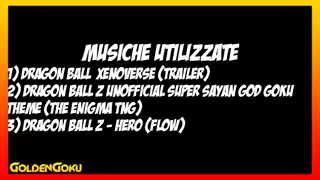 MUSICHE UTILIZZATE
1) DRAGON BALL XENOVERSE (TRAILER)
2) DRAGON BALL Z UNOFFICIAL SUPER SAYAN GOD GOKU
THEME (THE ENIGMA TNG)
3) DRAGON BALL Z - HERO (FLOW)
GOLDENGOKU